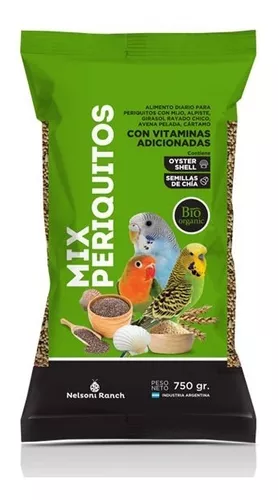 ALIMENTO DIARIO PARA
PERIQUITOS CON MIJO, ALPISTE,
GIRASOL RAYADO CHICO,
AVENA PELADA, CÁRTAMO
CON VITAMINAS
ADICIONADAS
Contiene
OYSTER
SHELL
SEMILLAS
DE CHÍA
Bio
organic
MIX
PERIQUITOS
Nelsoni Ranch
PESO
NETO
750 gr.
INDUSTRIA ARGENTINA